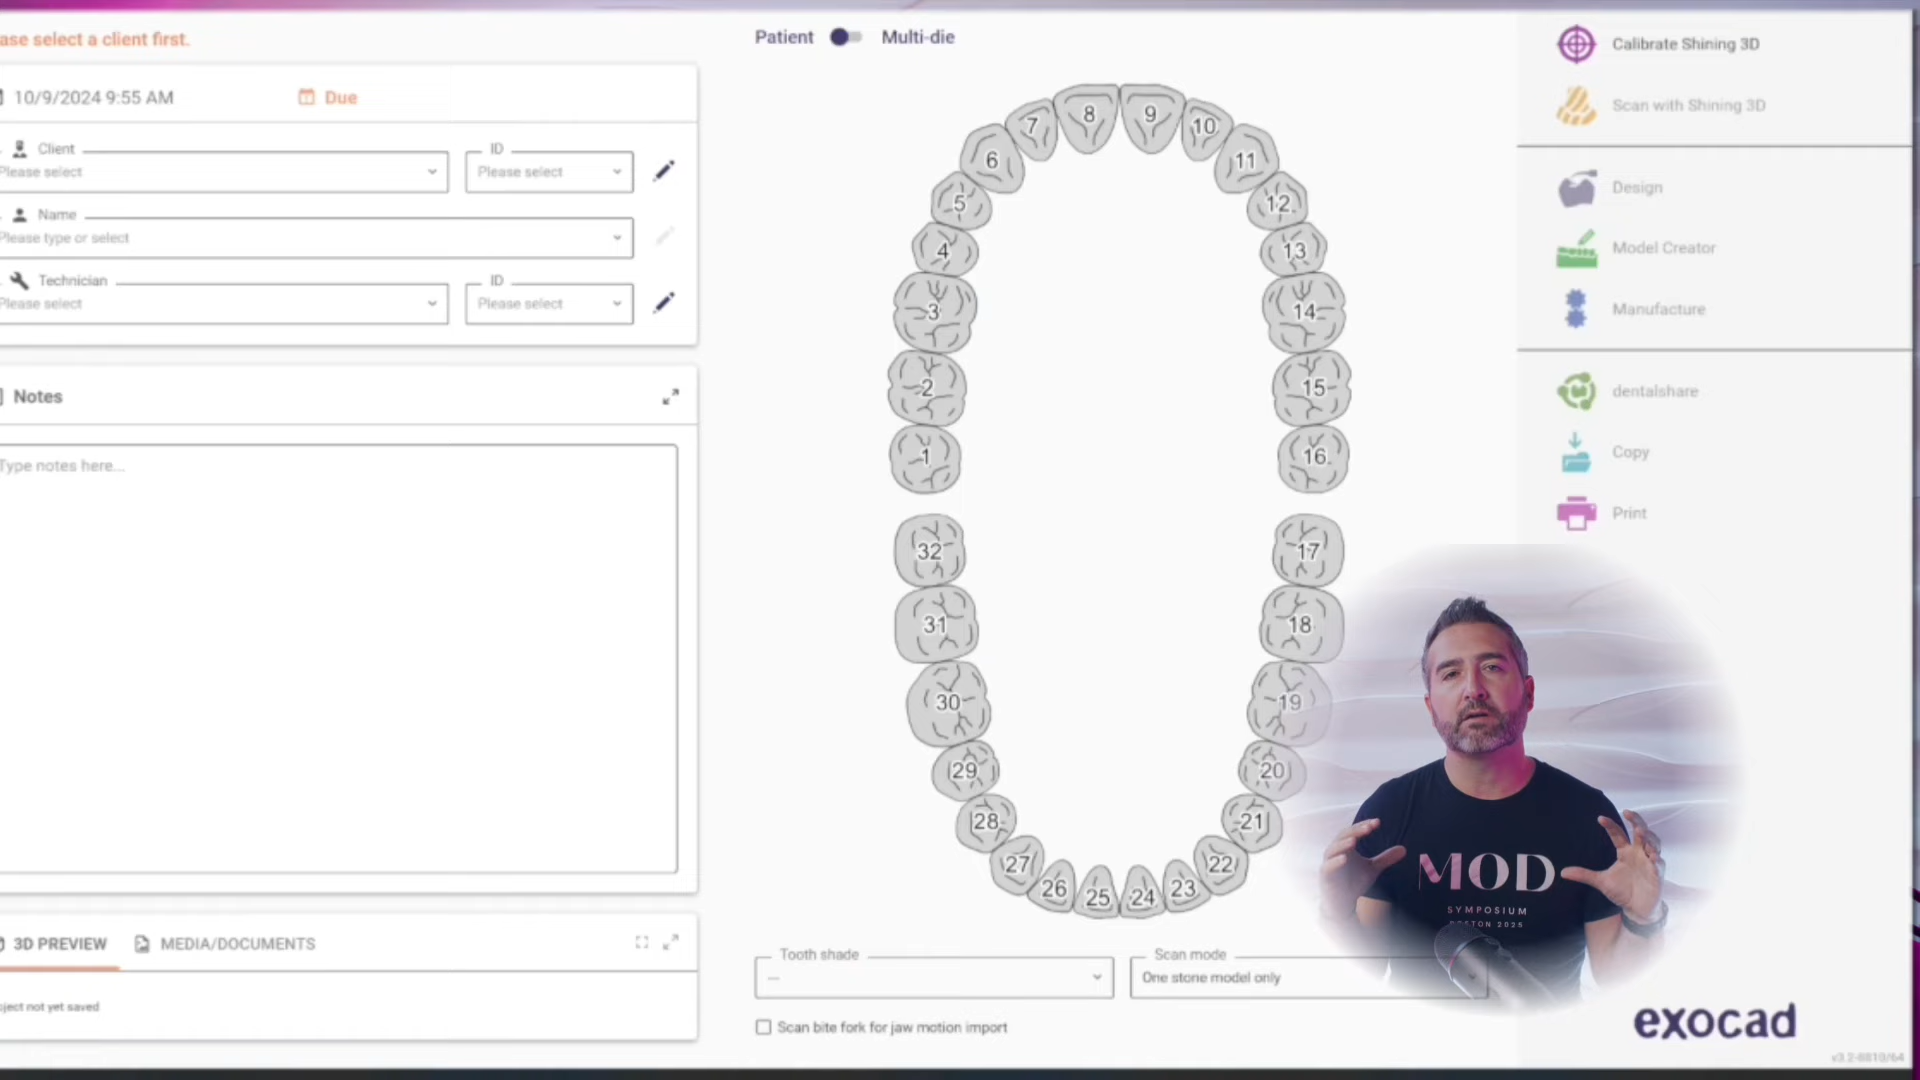 ase select a client first.
10/9/2024 9:55 AM
Due
Client
Please select
ID
Please select
Name
Please type or select
Technician
Please select
ID
Please select
Notes
Type notes here...
3D PREVIEW
MEDIA/DOCUMENTS
ject not yet saved
Patient
Multi-die
8
9
7
10
6
11
5
12
4
13
3
14
2
15
1
16
32
17
31
18
30
19
29
20
28
21
27
22
26
25
24
23
Tooth shade
---
Scan mode
One stone model only
Scan bite fork for jaw motion import
Calibrate Shining 3D
Scan with Shining 3D
Design
Model Creator
Manufacture
dentalshare
Copy
Print
MOD
SYMPOSIUM
BOSTON 2025
exocad